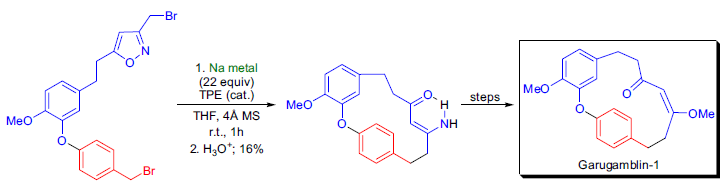 Br
O N
MeO
O
Br
1. Na metal
(22 equiv)
TPE (cat.)
THF, 4Å MS
r.t., 1h
2. H₃O⁺; 16%
MeO
O
O
H
NH
steps
MeO
O
O
OMe
Garugamblin-1